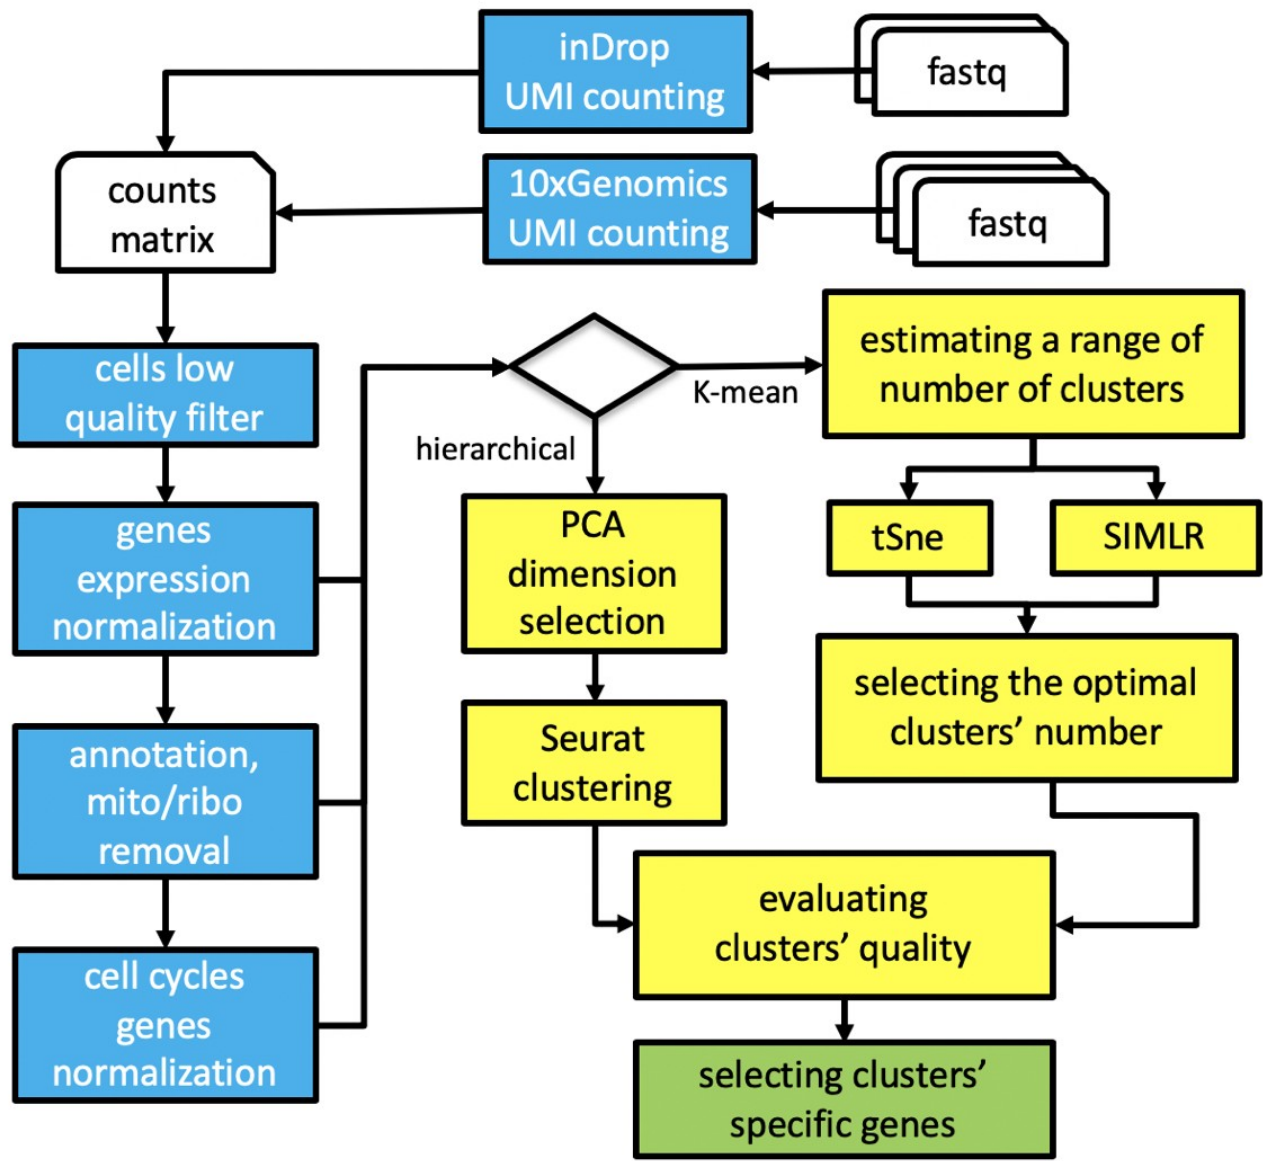 inDrop
UMI counting
fastq
counts
matrix
10xGenomics
UMI counting
fastq
cells low
quality filter
genes
expression
normalization
annotation,
mito/ribo
removal
cell cycles
genes
normalization
hierarchical
K-mean
PCA
dimension
selection
Seurat
clustering
estimating a range of
number of clusters
tSne
SIMLR
selecting the optimal
clusters’ number
evaluating
clusters’ quality
selecting clusters’
specific genes